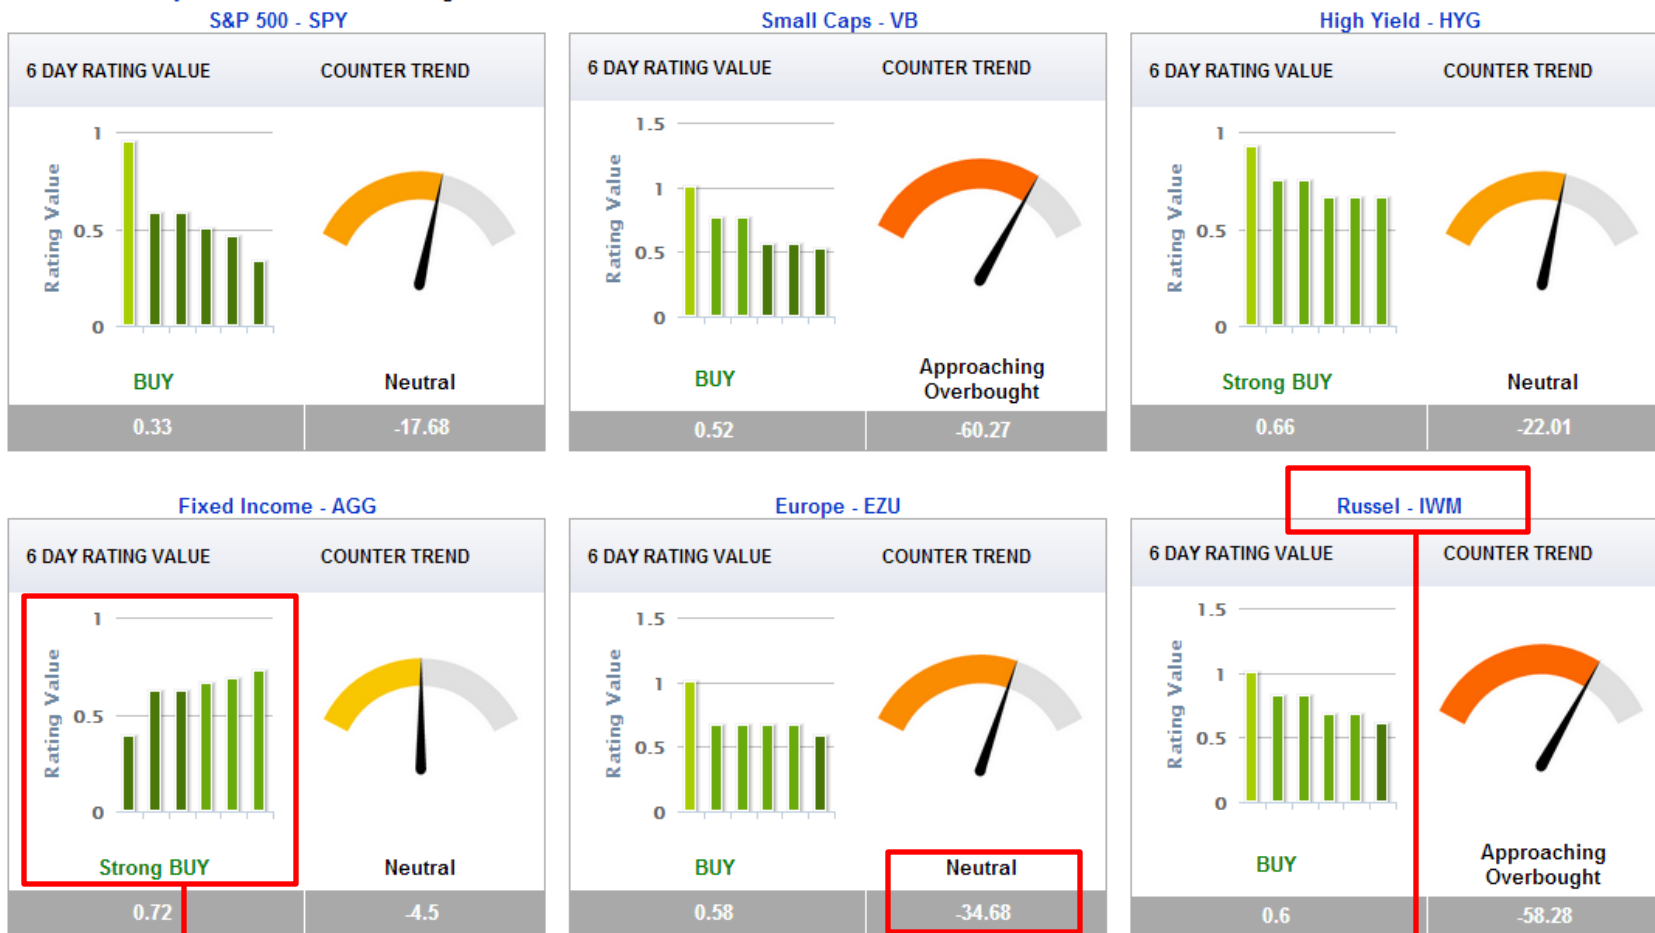 S&P 500 - SPY
6 DAY RATING VALUE COUNTER TREND
1
0.5
0
Rating Value
BUY Neutral
0.33 -17.68
Small Caps - VB
6 DAY RATING VALUE COUNTER TREND
1.5
1
0.5
0
Rating Value
BUY Approaching
Overbought
0.52 -60.27
High Yield - HYG
6 DAY RATING VALUE COUNTER TREND
1
0.5
0
Rating Value
Strong BUY Neutral
0.66 -22.01
Fixed Income - AGG
6 DAY RATING VALUE COUNTER TREND
1
0.5
0
Rating Value
Strong BUY Neutral
0.72 -4.5
Europe - EZU
6 DAY RATING VALUE COUNTER TREND
1.5
1
0.5
0
Rating Value
BUY Neutral
0.58 -34.68
Russel - IWM
6 DAY RATING VALUE COUNTER TREND
1.5
1
0.5
0
Rating Value
BUY Approaching
Overbought
0.6 -58.28